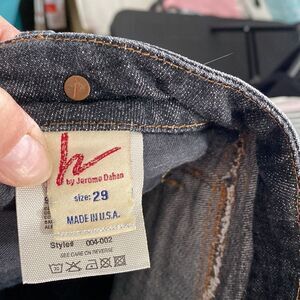 h
by Jerome Dahan
size: 29
MADE IN U.S.A.
Style# 004-002
SEE CARE ON REVERSE